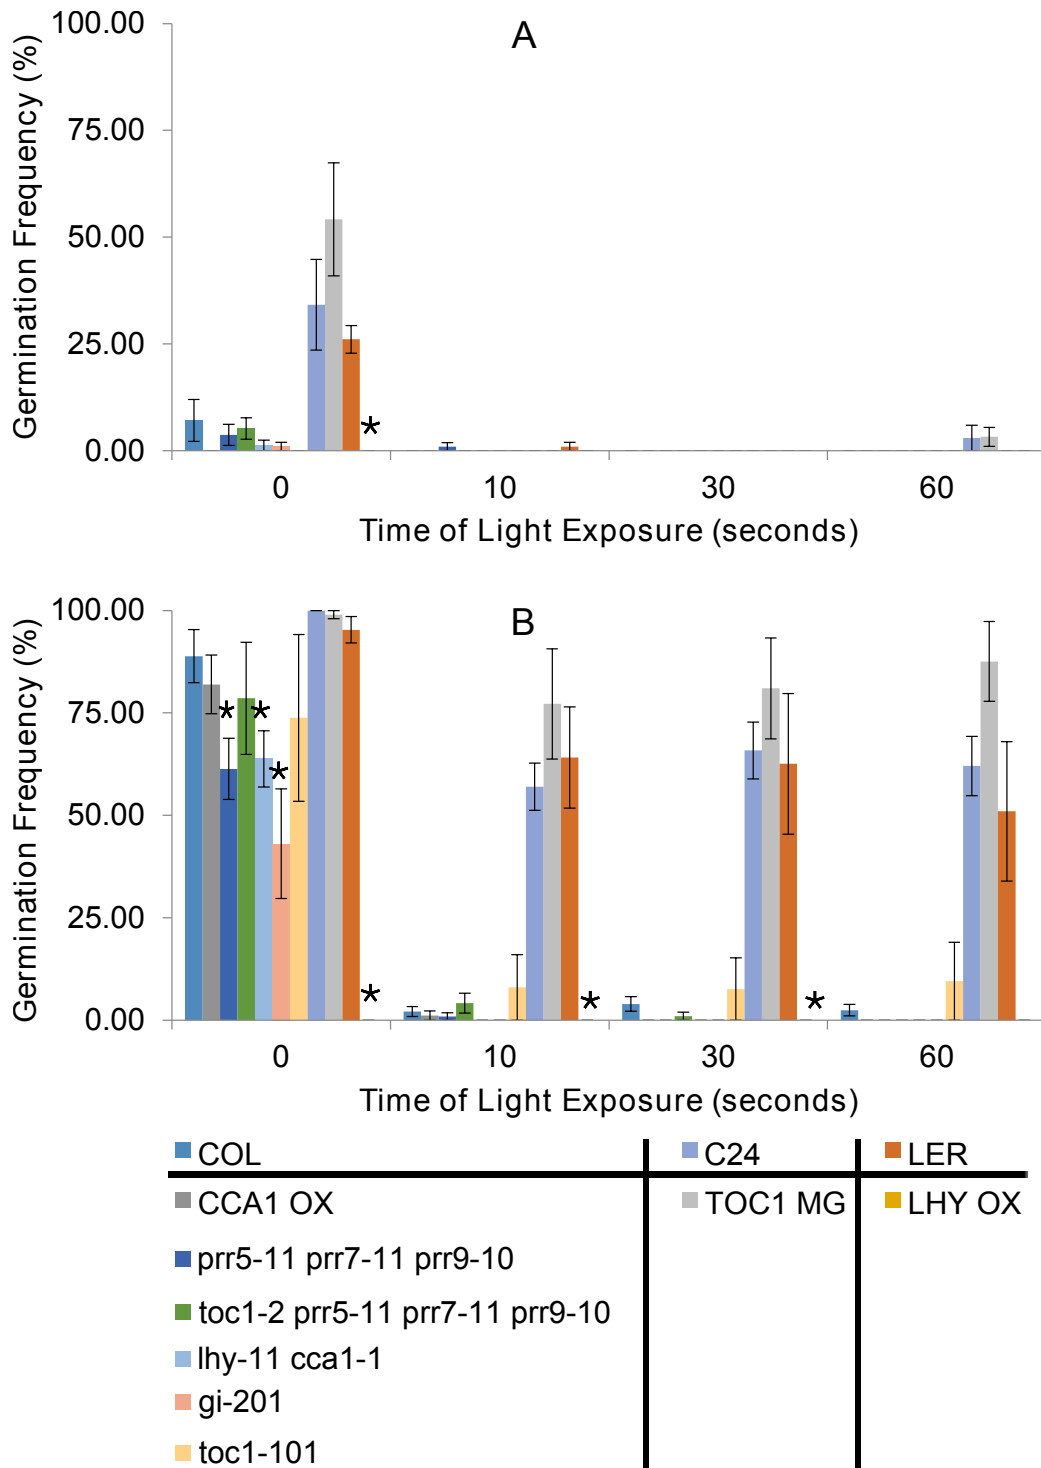 A
Germination Frequency (%)
100.00
75.00
50.00
25.00
0.00
*
0 10 30 60
Time of Light Exposure (seconds)
B
Germination Frequency (%)
100.00
75.00
50.00
25.00
0.00
* * *
* * *
0 10 30 60
Time of Light Exposure (seconds)
COL C24 LER
CCA1 OX TOC1 MG LHY OX
prr5-11 prr7-11 prr9-10
toc1-2 prr5-11 prr7-11 prr9-10
lhy-11 cca1-1
gi-201
toc1-101